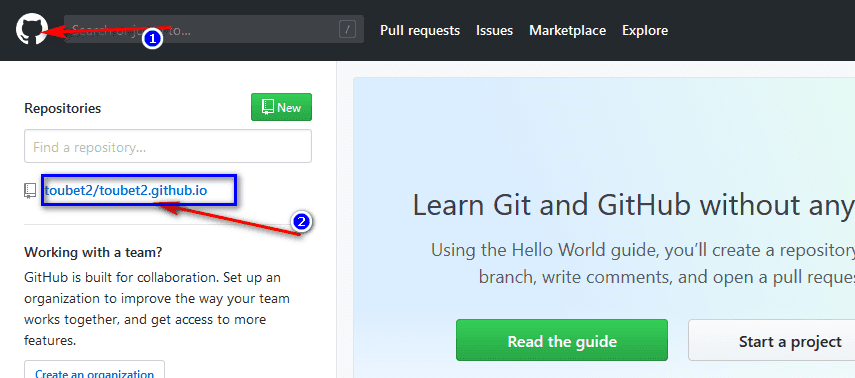 Search or jump to... /
Pull requests Issues Marketplace Explore
1
Repositories
New
Find a repository...
toubet2/toubet2.github.io
2
Working with a team?
GitHub is built for collaboration. Set up an
organization to improve the way your team
works together, and get access to more
features.
Create an organization
Learn Git and GitHub without any
Using the Hello World guide, you’ll create a repository
branch, write comments, and open a pull reque
Read the guide
Start a project